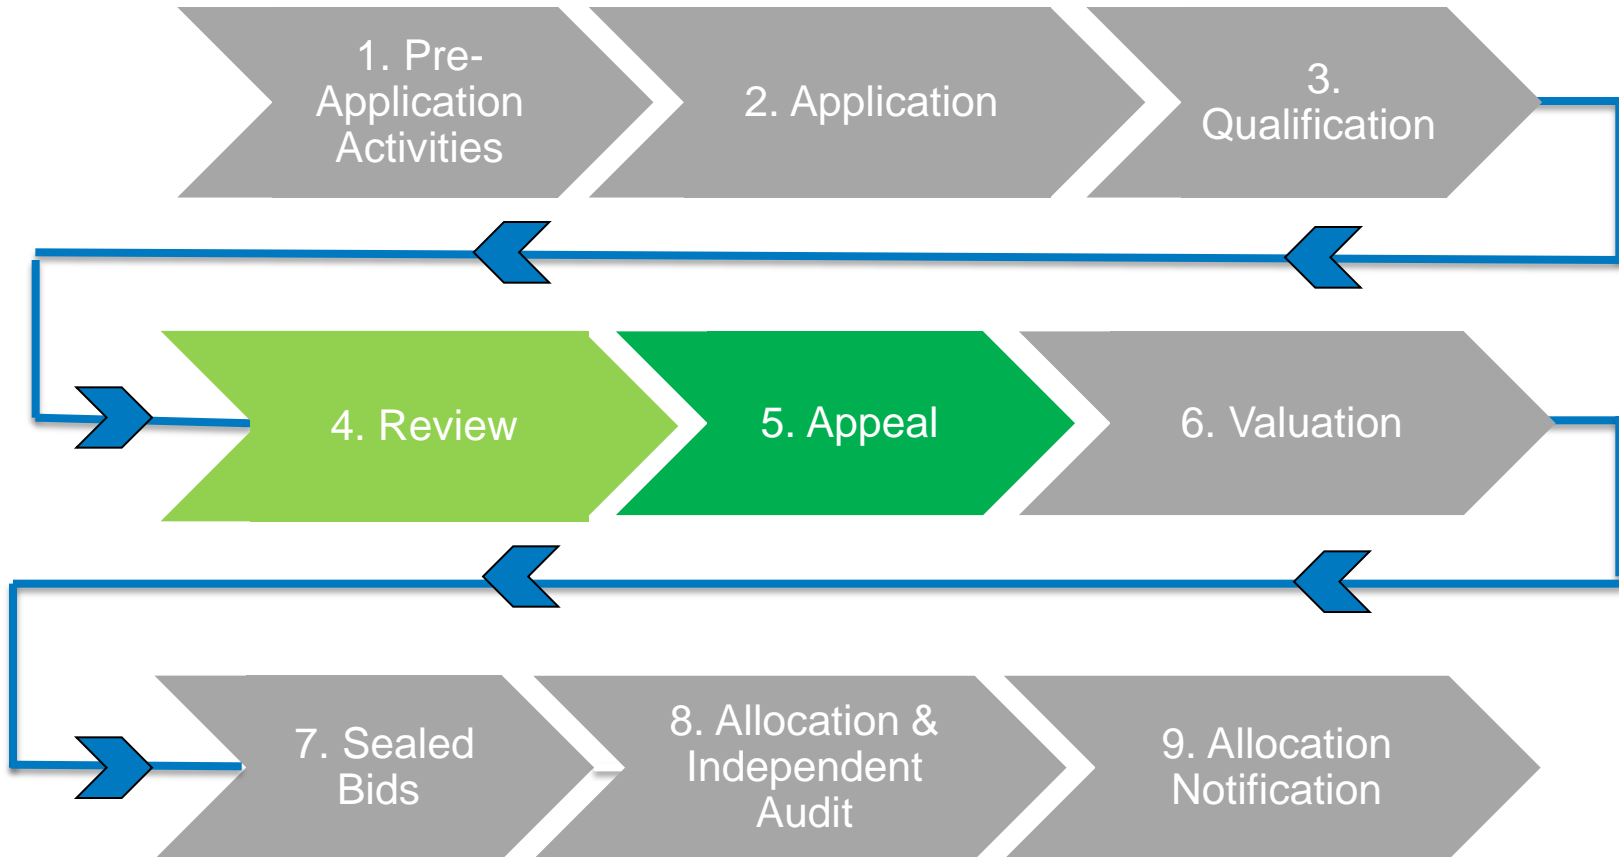 1. Pre-
Application
Activities
2. Application
3.
Qualification
4. Review
5. Appeal
6. Valuation
7. Sealed
Bids
8. Allocation &
Independent
Audit
9. Allocation
Notification